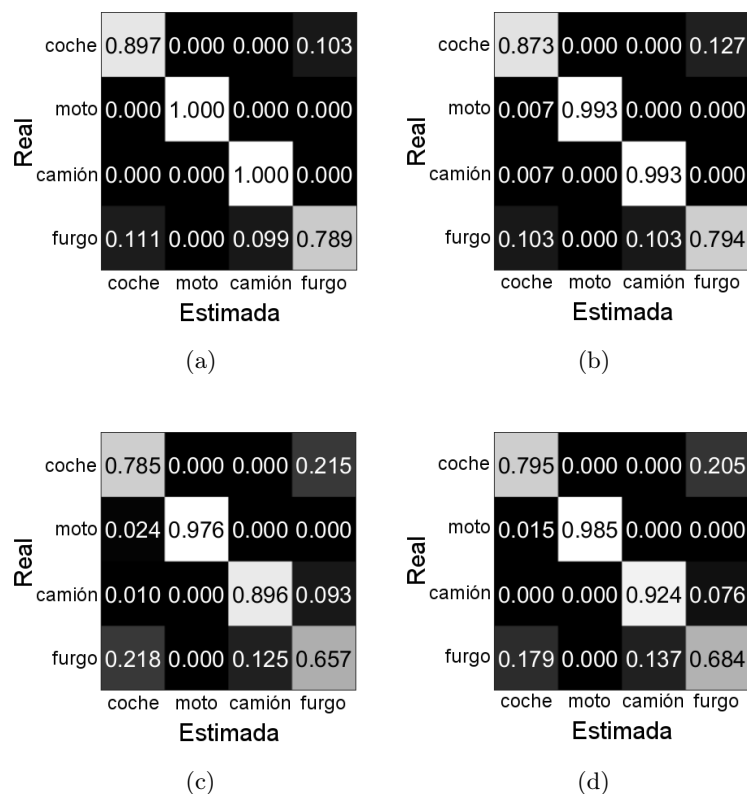 coche 0.897 0.000 0.000 0.103
moto 0.000 1.000 0.000 0.000
camión 0.000 0.000 1.000 0.000
furgo 0.111 0.000 0.099 0.789
coche moto camión furgo
Real
Estimada
(a)
coche 0.873 0.000 0.000 0.127
moto 0.007 0.993 0.000 0.000
camión 0.007 0.000 0.993 0.000
furgo 0.103 0.000 0.103 0.794
coche moto camión furgo
Real
Estimada
(b)
coche 0.785 0.000 0.000 0.215
moto 0.024 0.976 0.000 0.000
camión 0.010 0.000 0.896 0.093
furgo 0.218 0.000 0.125 0.657
coche moto camión furgo
Real
Estimada
(c)
coche 0.795 0.000 0.000 0.205
moto 0.015 0.985 0.000 0.000
camión 0.000 0.000 0.924 0.076
furgo 0.179 0.000 0.137 0.684
coche moto camión furgo
Real
Estimada
(d)